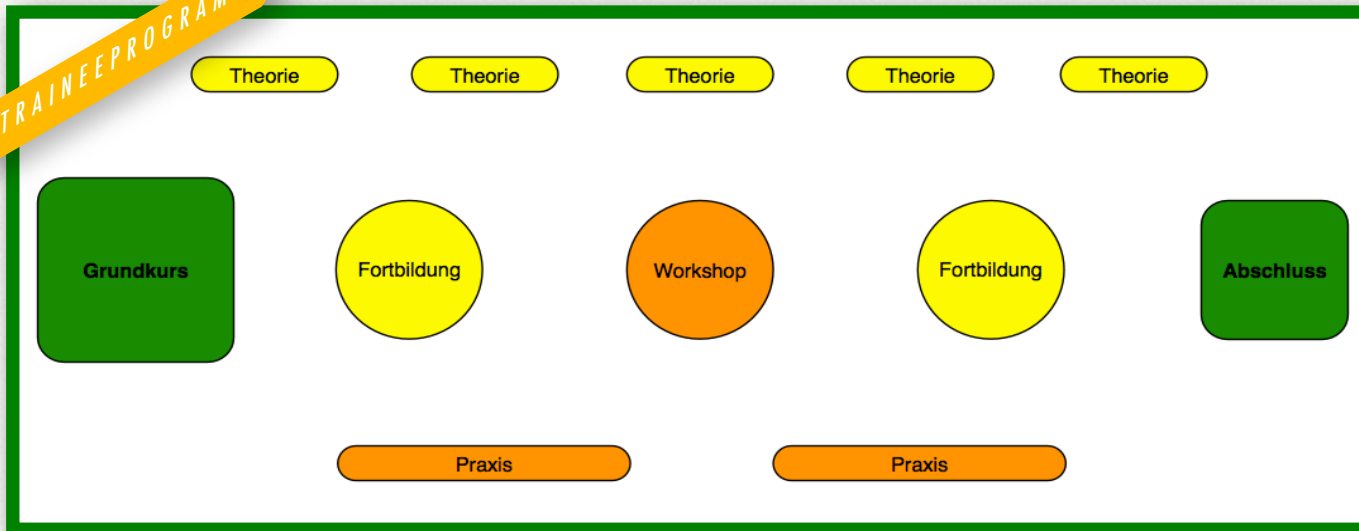 TRAINEEPROGRAM
Theorie
Theorie
Theorie
Theorie
Theorie
Grundkurs
Fortbildung
Workshop
Fortbildung
Abschluss
Praxis
Praxis